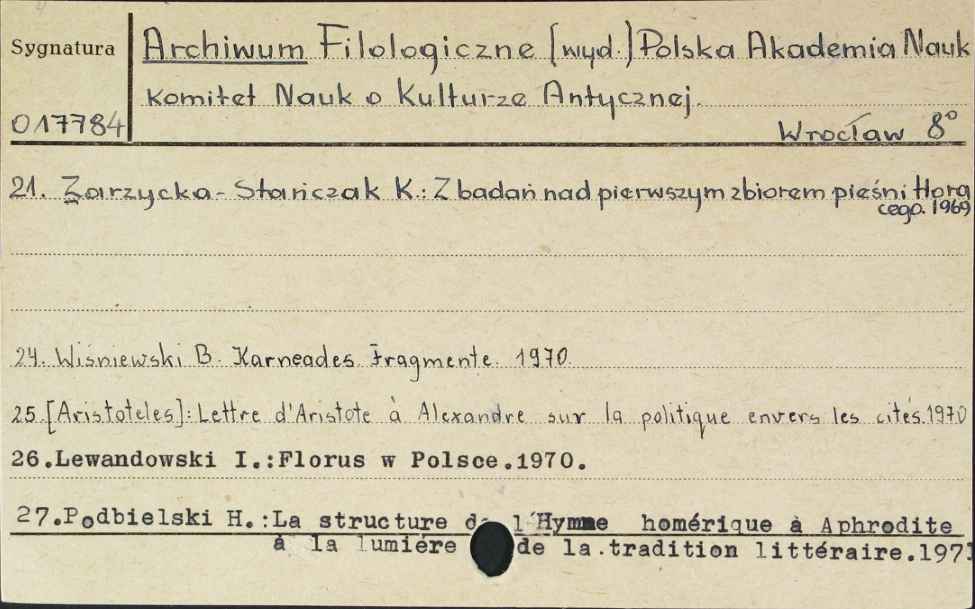 Sygnatura
Archiwum Filologiczne [wyd.] Polska Akademia Nauk
Komitet Nauk o Kulturze Antycznej.
017784
Wrocław 8°
21. Zarzycka-Stańczak K.: Z badań nad pierwszym zbiorem pieśni Hora
cego. 1969
24. Wiśniewski B. Karneades. Fragmente. 1970.
25.[Aristoteles]: Lettre d'Aristote à Alexandre sur la politique envers les cités.1970
26.Lewandowski I.:Florus w Polsce.1970.
27.Podbielski H.:La structure de l'Hymne homérique à Aphrodite
à la lumiére de la.tradition littéraire.197